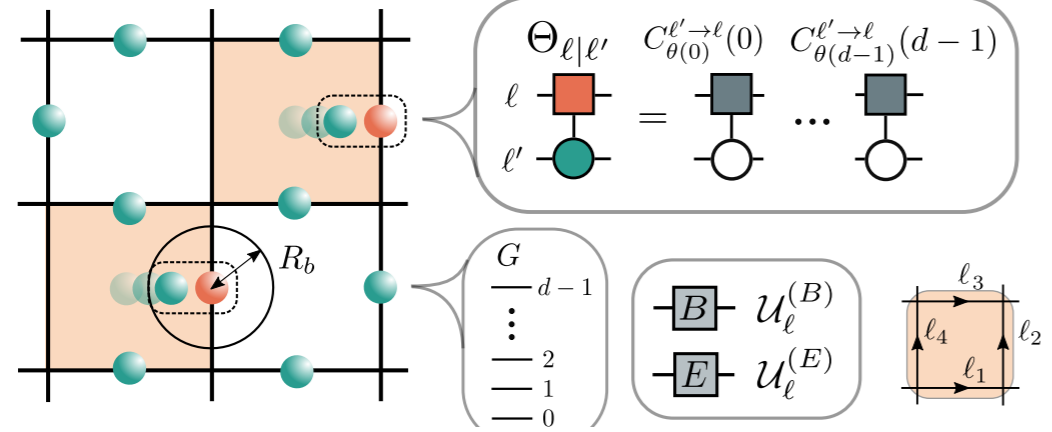 Θ_{ℓ|ℓ'} C^{ℓ'→ℓ}_{θ(0)}(0) C^{ℓ'→ℓ}_{θ(d−1)}(d − 1)
ℓ = ...
ℓ'
R_b
G
d − 1
2
1
0
B 𝒰_ℓ^{(B)}
E 𝒰_ℓ^{(E)}
ℓ_3
ℓ_4 ℓ_2
ℓ_1